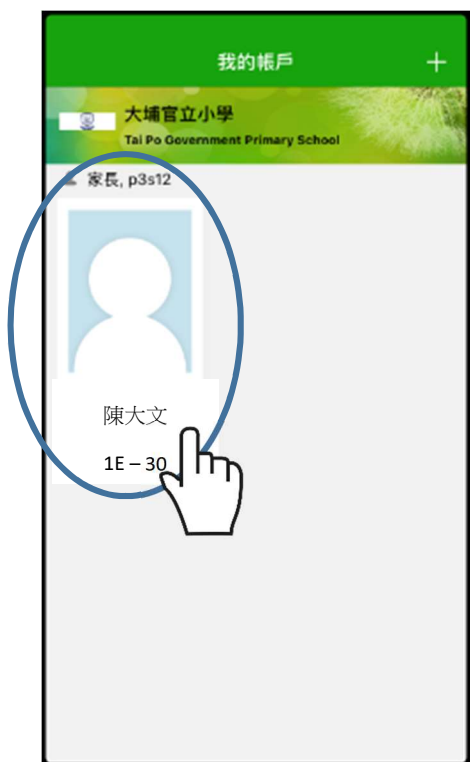 我的帳戶 +
大埔官立小學
Tai Po Government Primary School
家長, p3s12
陳大文
1E – 30